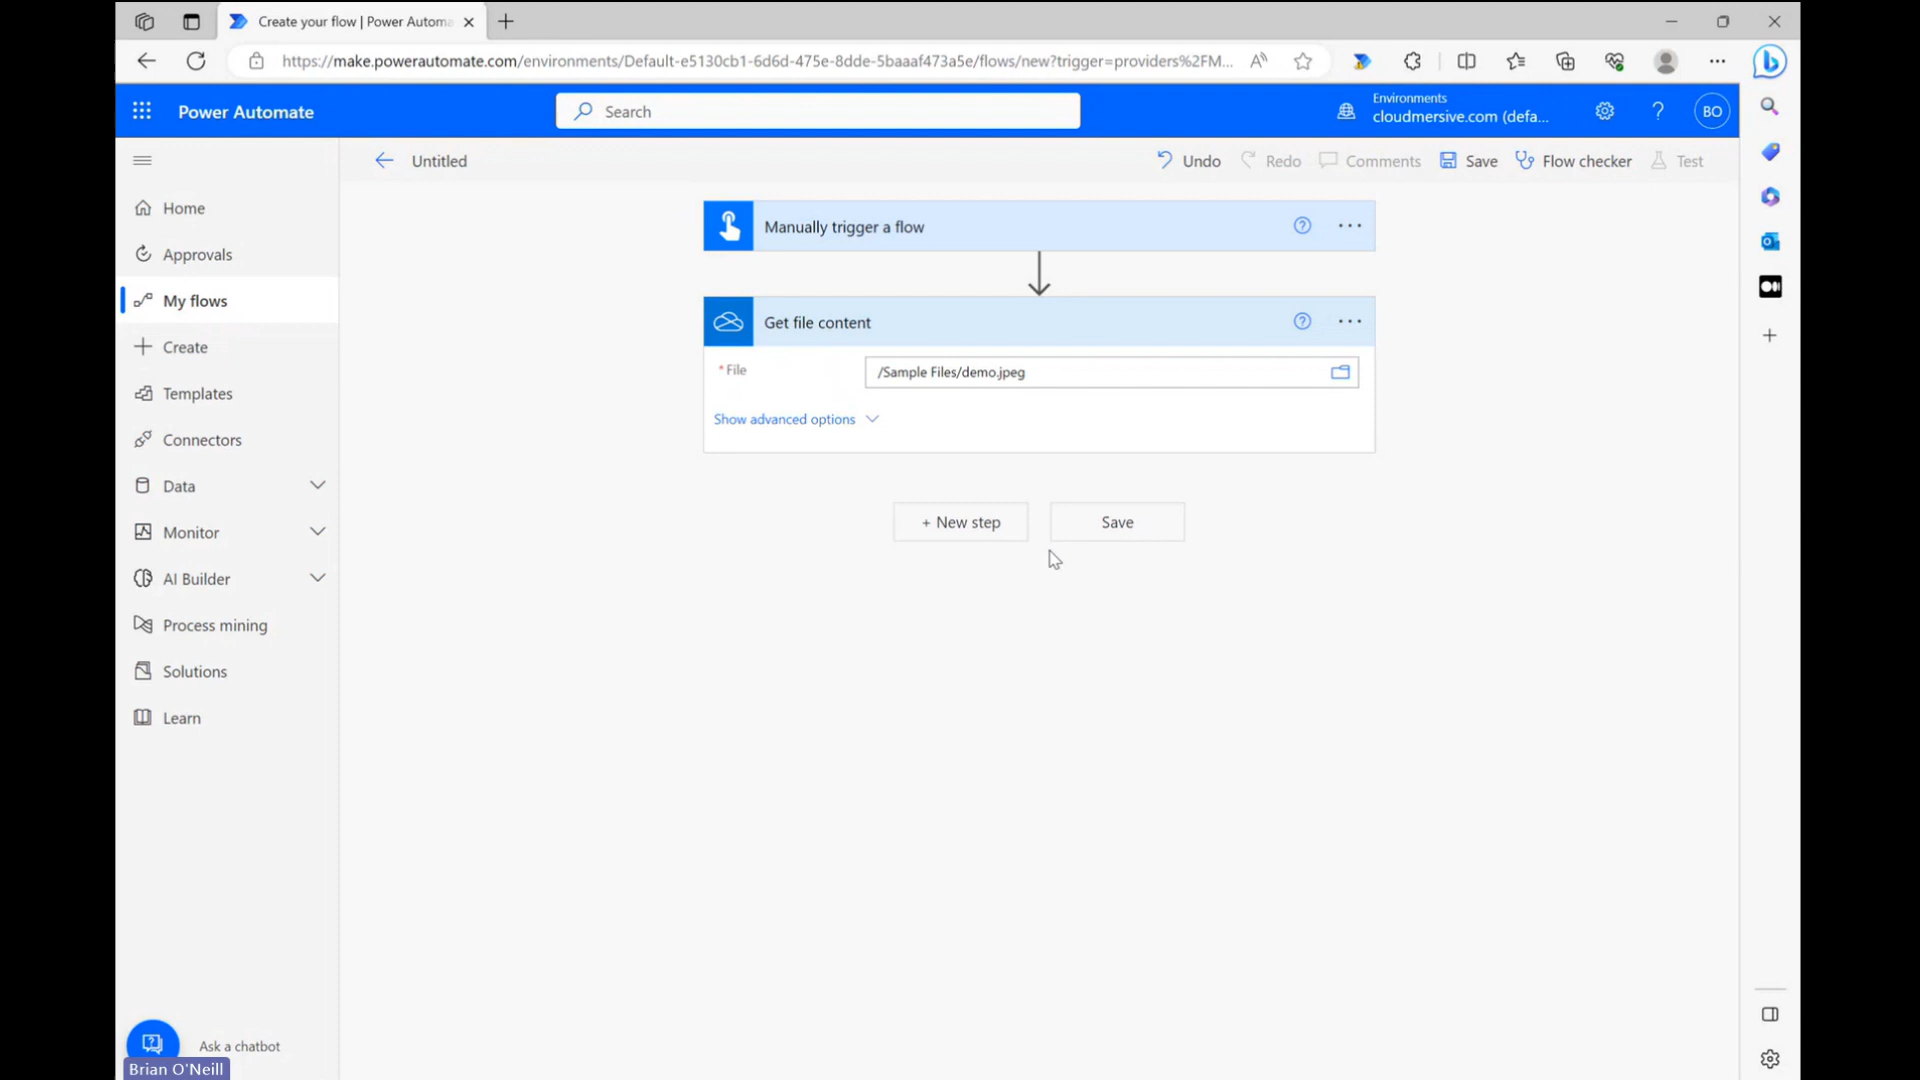 Create your flow | Power Automa
https://make.powerautomate.com/environments/Default-e5130cb1-6d6d-475e-8dde-5baaaf473a5e/flows/new?trigger=providers%2FM...
Power Automate
Search
Environments
cloudmersive.com (defa...
BO
Untitled
Undo
Redo
Comments
Save
Flow checker
Test
Home
Approvals
My flows
Create
Templates
Connectors
Data
Monitor
AI Builder
Process mining
Solutions
Learn
Manually trigger a flow
Get file content
* File
/Sample Files/demo.jpeg
Show advanced options
+ New step
Save
Ask a chatbot
Brian O'Neill